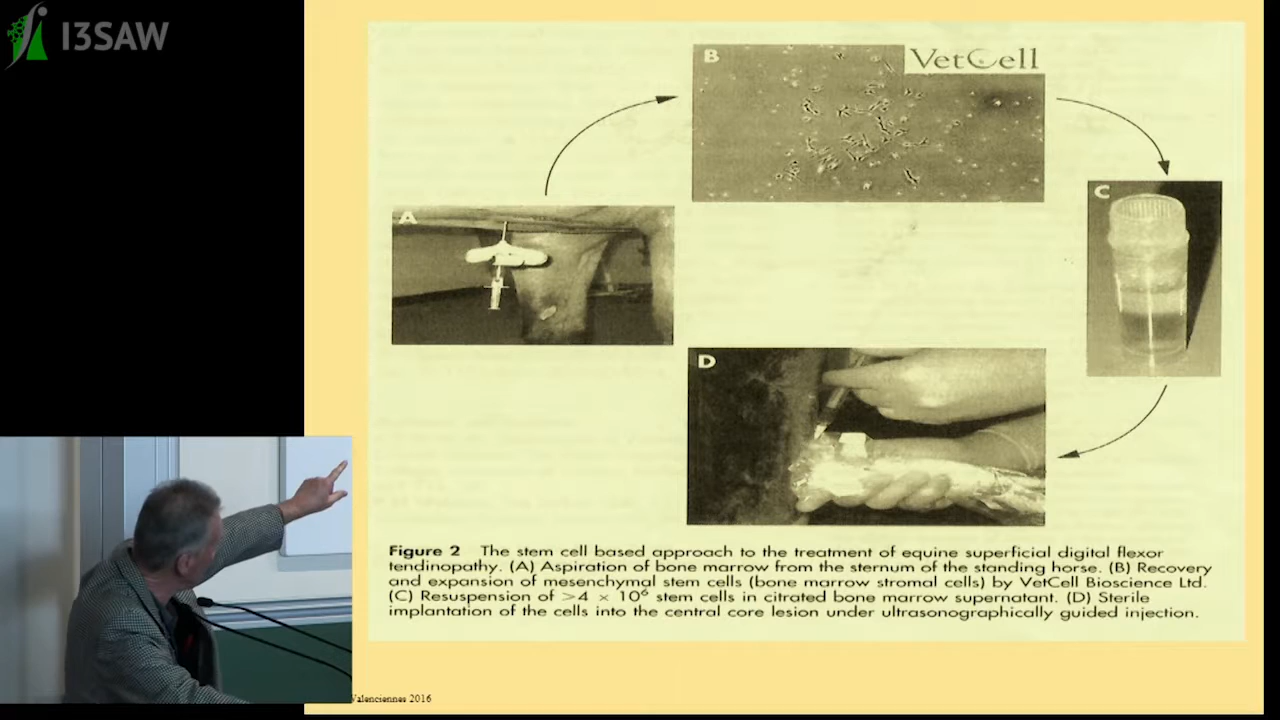 I3SAW
B
VetCell
A
C
D
Figure 2 The stem cell based approach to the treatment of equine superficial digital flexor
tendinopathy. (A) Aspiration of bone marrow from the sternum of the standing horse. (B) Recovery
and expansion of mesenchymal stem cells (bone marrow stromal cells) by VetCell Bioscience Ltd.
(C) Resuspension of >4 × 10⁶ stem cells in citrated bone marrow supernatant. (D) Sterile
implantation of the cells into the central core lesion under ultrasonographically guided injection.
Valenciennes 2016